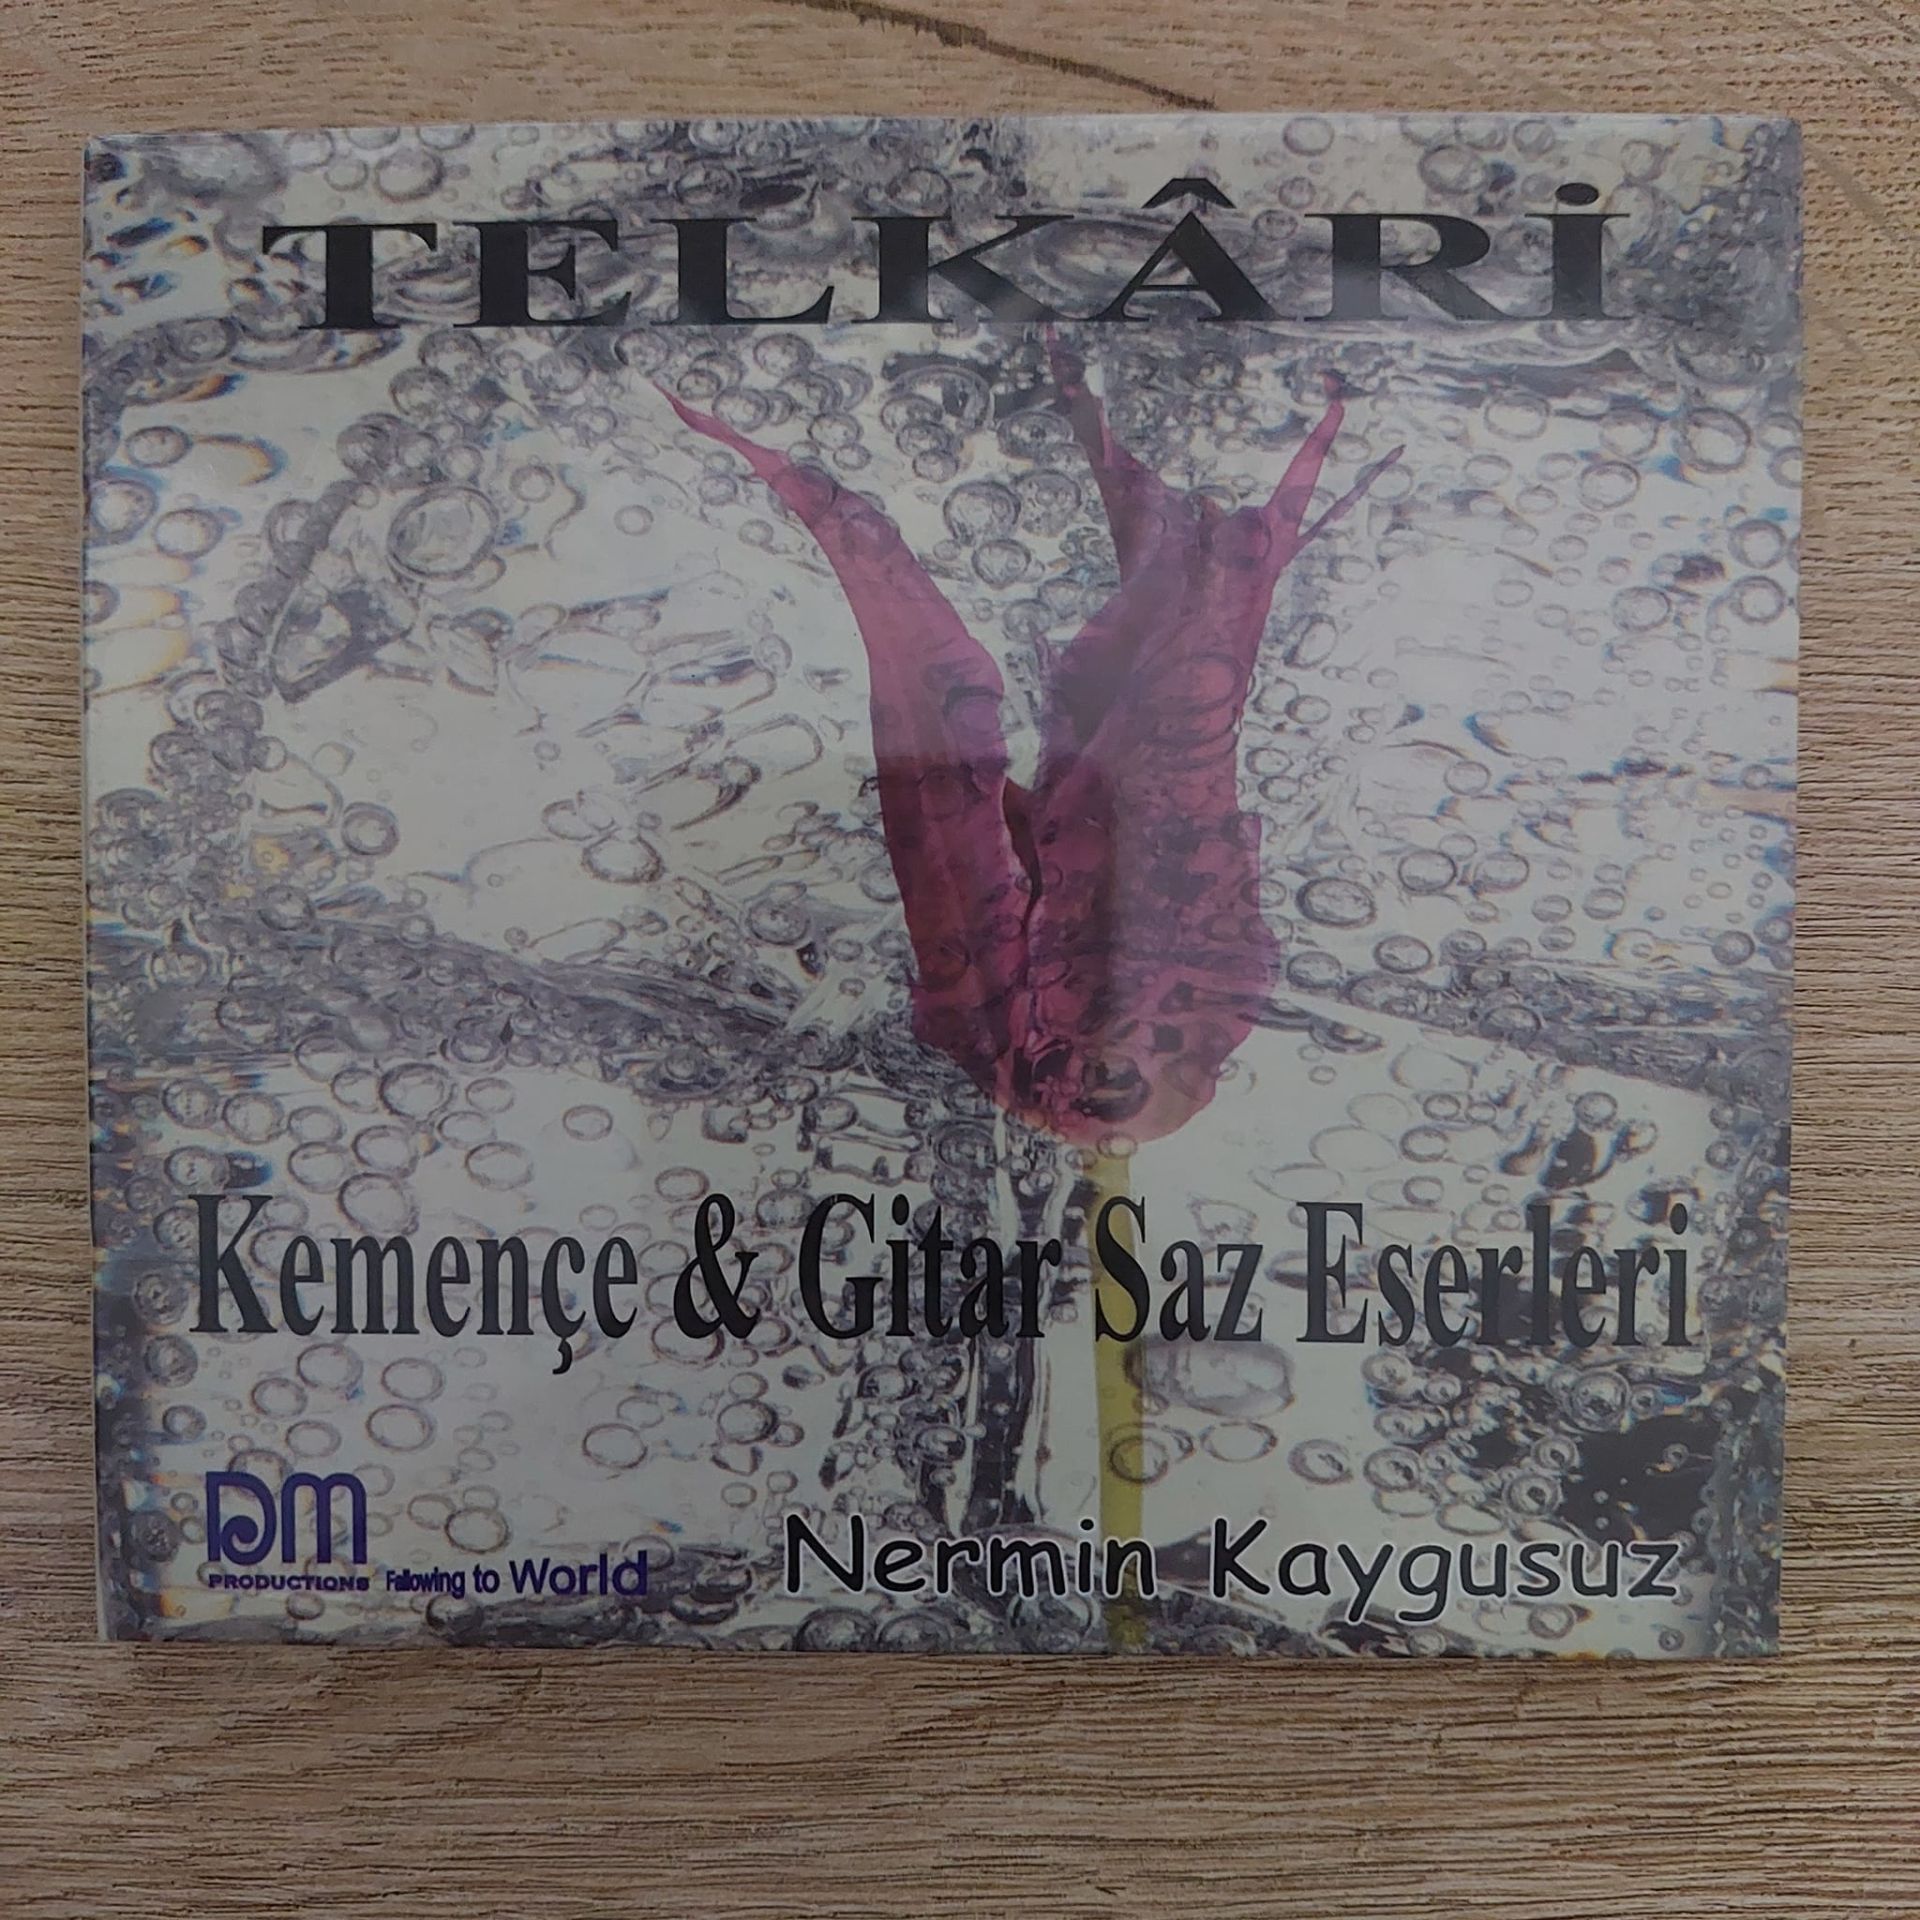 TELKÂRİ
Kemençe & Gitar Saz Eserleri
DM
PRODUCTIONS Fallowing to World
Nermin Kaygusuz